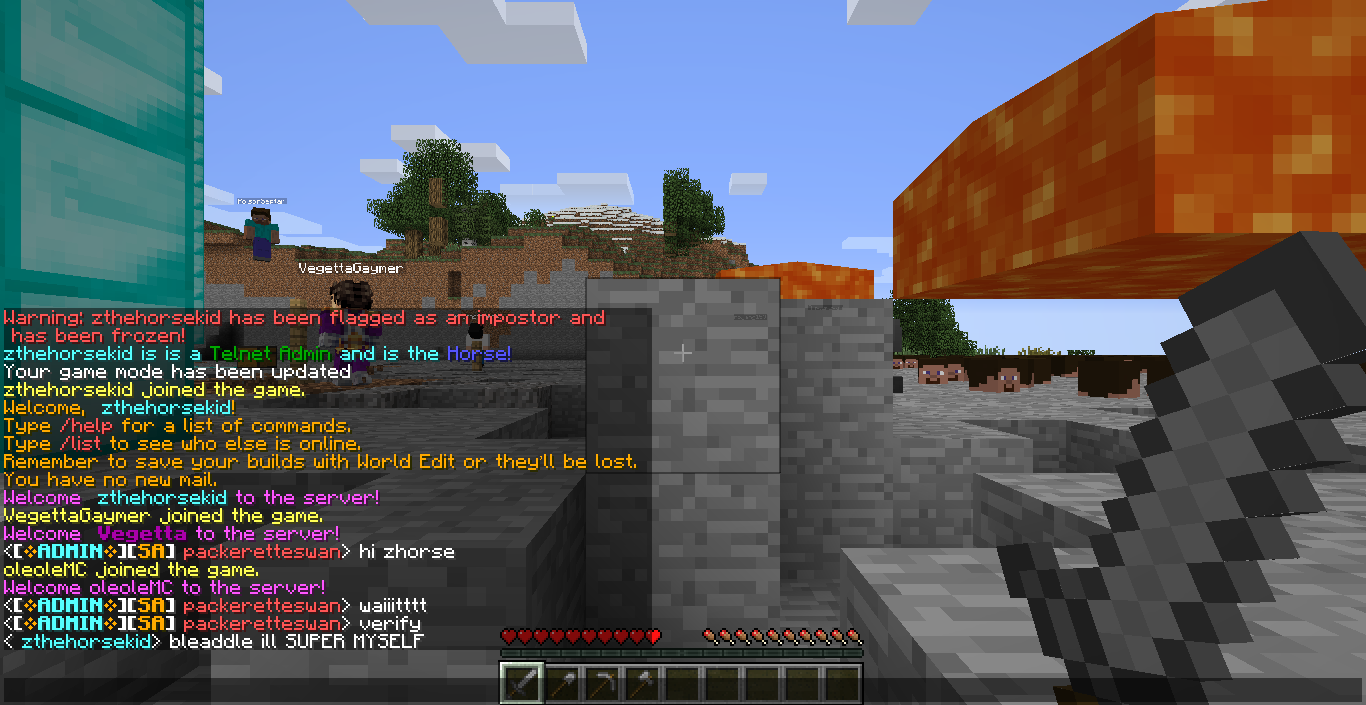 VegettaGaymer
Warning: zthehorsekid has been flagged as an impostor and
has been frozen!
zthehorsekid is is a Telnet Admin and is the Horse!
Your game mode has been updated
zthehorsekid joined the game.
Welcome, zthehorsekid!
Type /help for a list of commands.
Type /list to see who else is online.
Remember to save your builds with World Edit or they'll be lost.
You have no new mail.
Welcome zthehorsekid to the server!
VegettaGaymer joined the game.
Welcome Vegetta to the server!
<[❖ADMIN❖][SA] packeretteswan> hi zhorse
oleoleMC joined the game.
Welcome oleoleMC to the server!
<[❖ADMIN❖][SA] packeretteswan> waiiitttt
<[❖ADMIN❖][SA] packeretteswan> verify
< zthehorsekid> bleaddle ill SUPER MYSELF